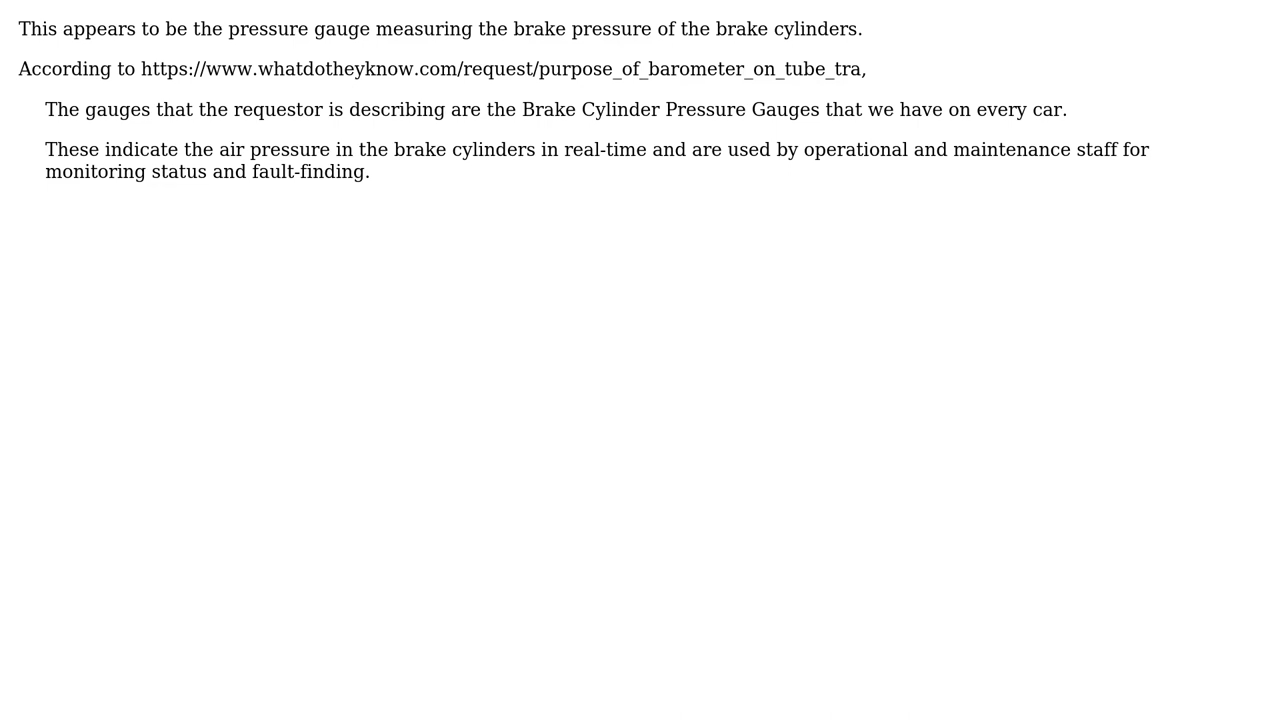 This appears to be the pressure gauge measuring the brake pressure of the brake cylinders.
According to https://www.whatdotheyknow.com/request/purpose_of_barometer_on_tube_tra,
The gauges that the requestor is describing are the Brake Cylinder Pressure Gauges that we have on every car.
These indicate the air pressure in the brake cylinders in real-time and are used by operational and maintenance staff for
monitoring status and fault-finding.